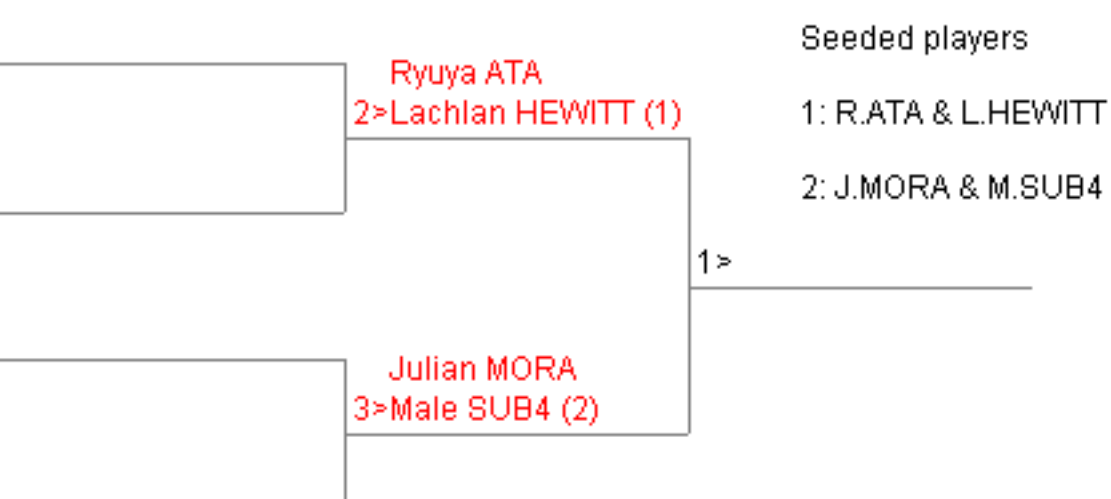 Seeded players
Ryuya ATA
2>Lachlan HEWITT (1)
1: R.ATA & L.HEWITT
2: J.MORA & M.SUB4
1>
Julian MORA
3>Male SUB4 (2)